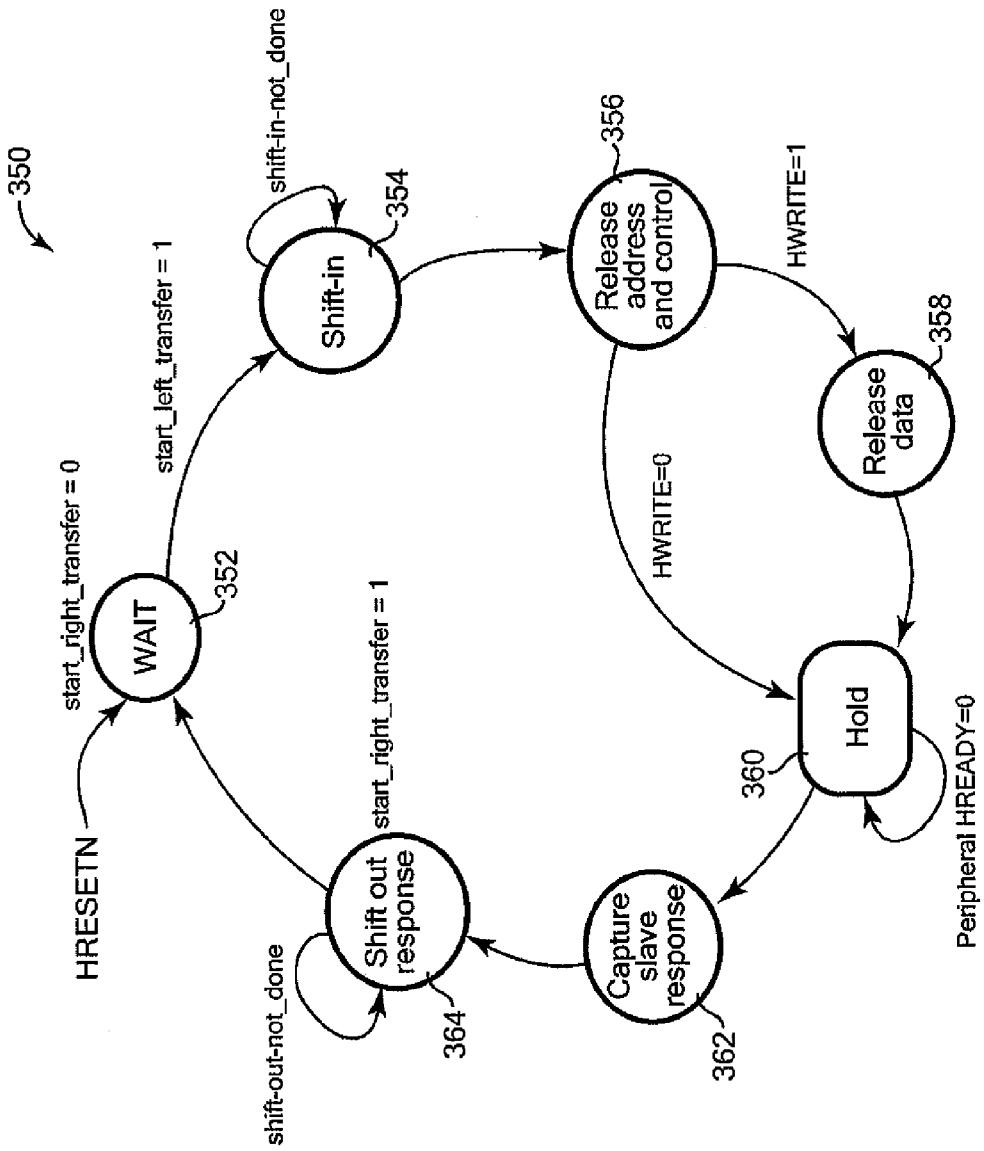 350
HRESETN
start_right_transfer = 0
WAIT
352
start_left_transfer = 1
shift-in-not_done
Shift-in
354
Release
address
and control
356
HWRITE=1
HWRITE=0
Release
data
358
Hold
360
Peripheral HREADY=0
Capture
slave
response
362
Shift out
response
364
start_right_transfer = 1
shift-out-not_done